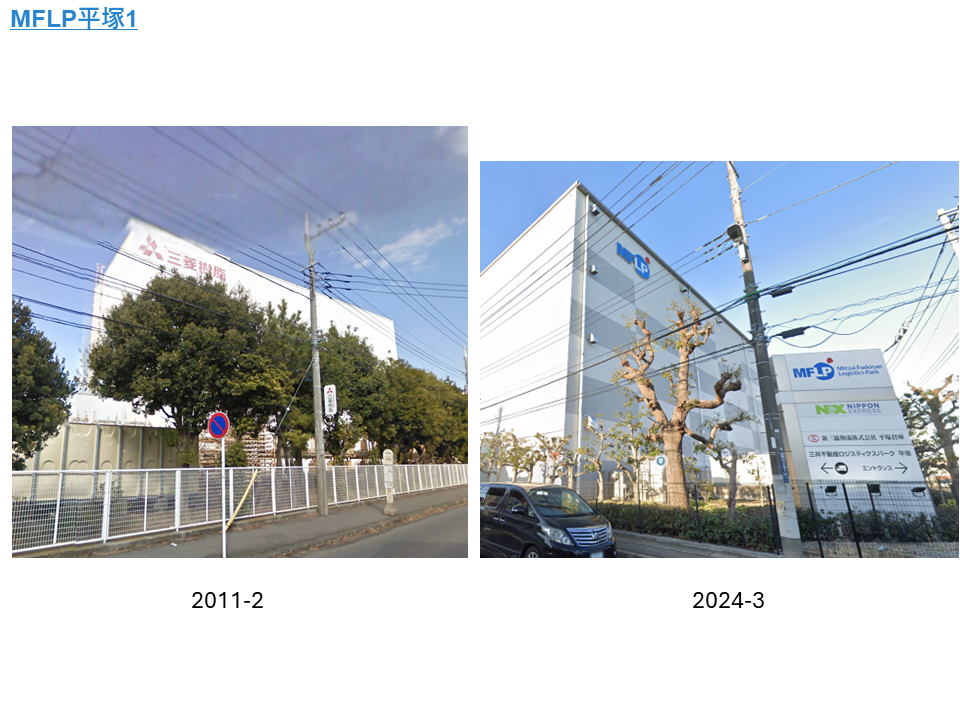 MFLP平塚1
三菱樹脂
MFLP
MFLP
Mitsui Fudosan
Logistics Park
NX NIPPON
EXPRESS
三井不動産ロジスティクスパーク 平塚
エントランス
2011-2
2024-3